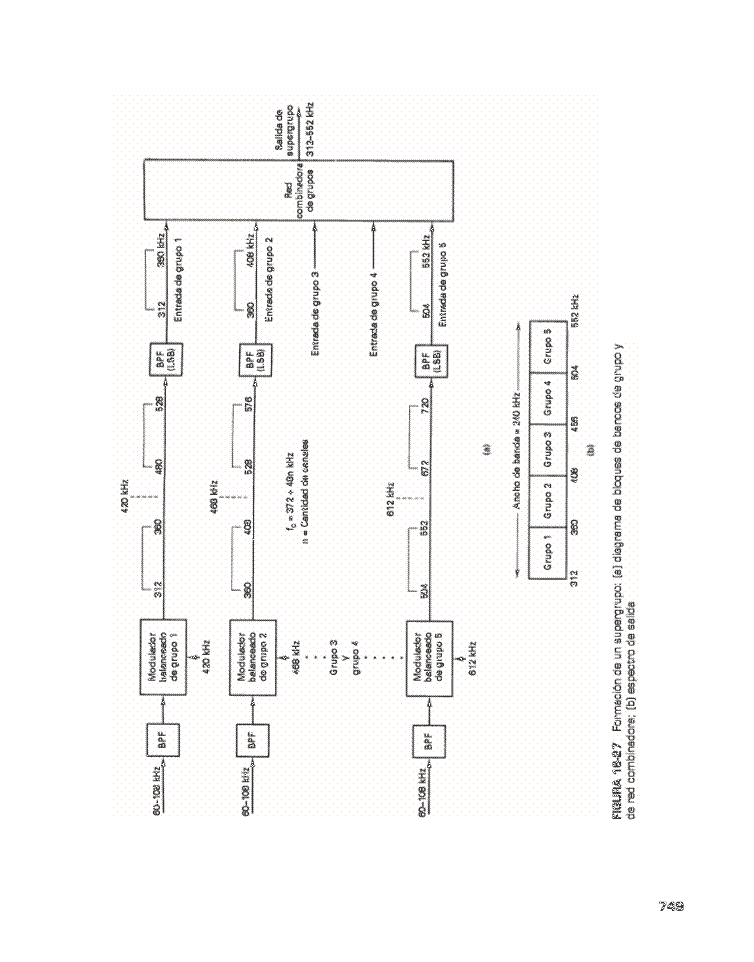 60–108 kHz
BPF
Modulador
balanceado
de grupo 1
420 kHz
312
360
420 kHz
480
528
BPF
(LSB)
312
360 kHz
Entrada de grupo 1
60–108 kHz
BPF
Modulador
balanceado
de grupo 2
468 kHz
360
408
468 kHz
528
576
BPF
(LSB)
360
408 kHz
Entrada de grupo 2
Grupo 3
y
grupo 4
fc = 372 + 48n kHz
n = Cantidad de canales
Entrada de grupo 3
Entrada de grupo 4
60–108 kHz
BPF
Modulador
balanceado
de grupo 5
612 kHz
504
552
612 kHz
672
720
BPF
(LSB)
504
552 kHz
Entrada de grupo 5
Red
combinadora
de grupos
Salida de
supergrupo
312–552 kHz
(a)
Ancho de banda = 240 kHz
Grupo 1 Grupo 2 Grupo 3 Grupo 4 Grupo 5
312 360 408 456 504 552 kHz
(b)
FIGURA 16-27 Formación de un supergrupo: (a) diagrama de bloques de bancos de grupo y
de red combinadora; (b) espectro de salida
749